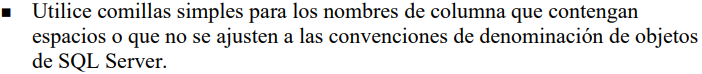 ▪ Utilice comillas simples para los nombres de columna que contengan
espacios o que no se ajusten a las convenciones de denominación de objetos
de SQL Server.